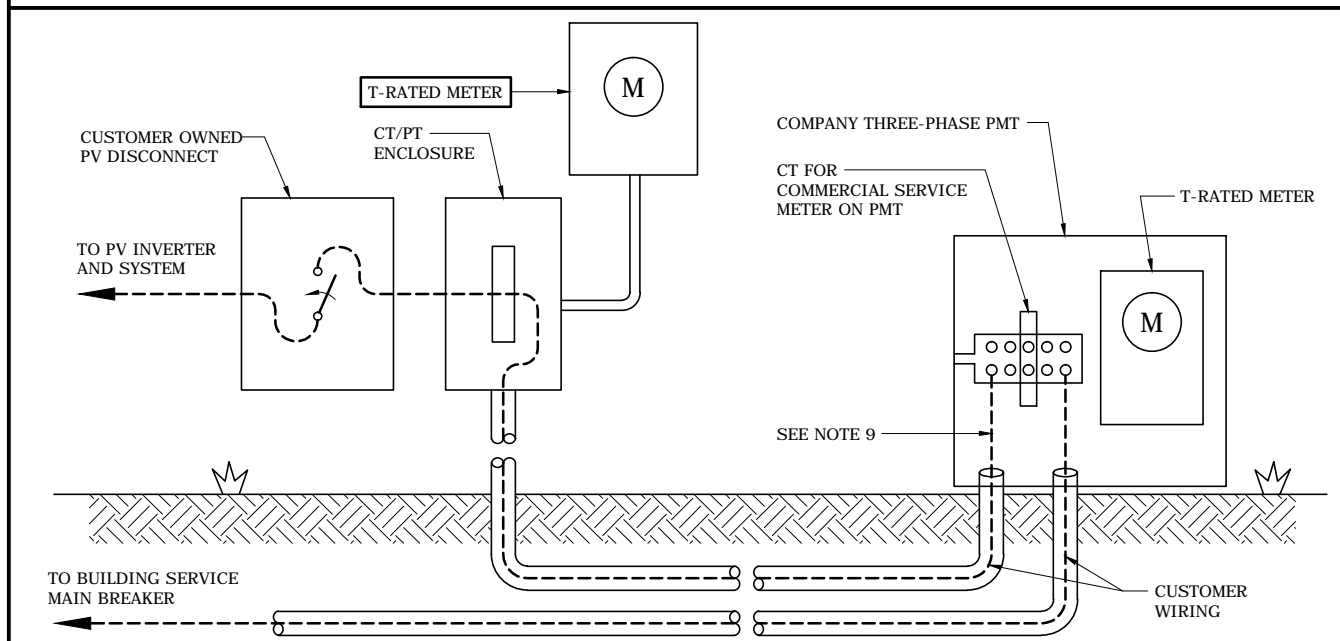 T-RATED METER
M
CUSTOMER OWNED
PV DISCONNECT
CT/PT
ENCLOSURE
TO PV INVERTER
AND SYSTEM
COMPANY THREE-PHASE PMT
CT FOR
COMMERCIAL SERVICE
METER ON PMT
T-RATED METER
M
SEE NOTE 9
TO BUILDING SERVICE
MAIN BREAKER
CUSTOMER
WIRING